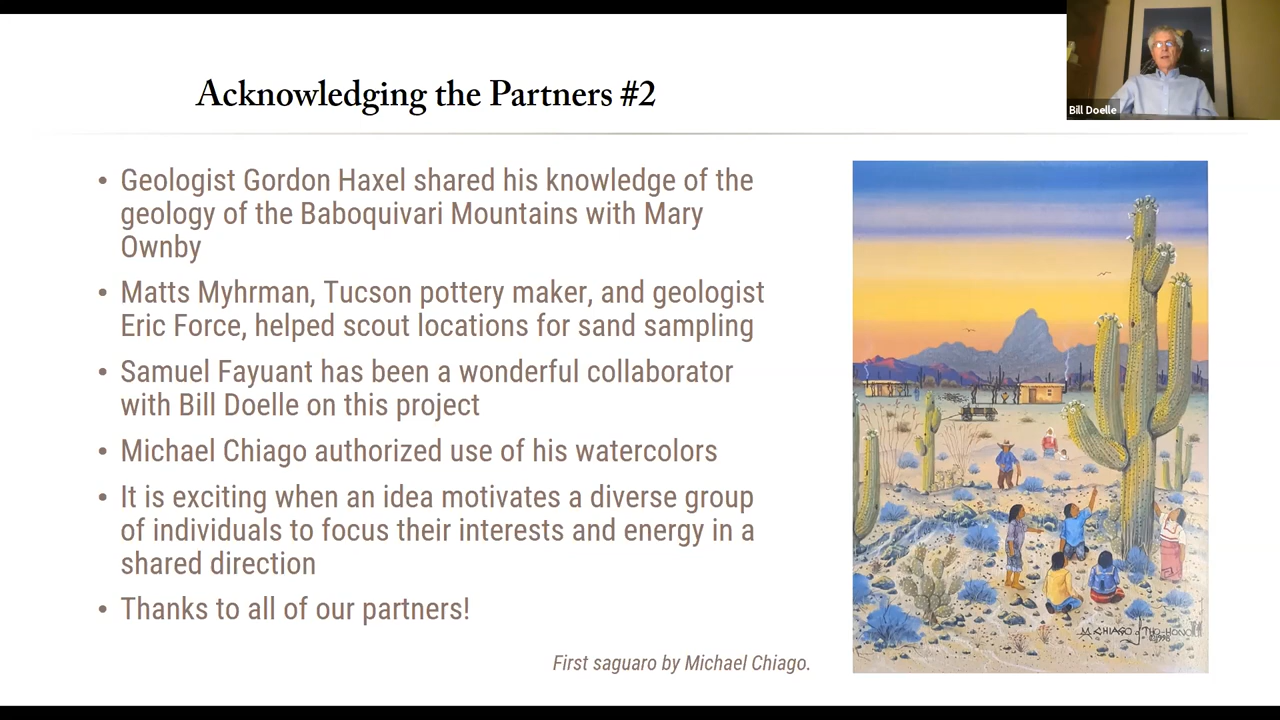 Acknowledging the Partners #2
Bill Doelle
• Geologist Gordon Haxel shared his knowledge of the
geology of the Baboquivari Mountains with Mary
Ownby
• Matts Myhrman, Tucson pottery maker, and geologist
Eric Force, helped scout locations for sand sampling
• Samuel Fayuant has been a wonderful collaborator
with Bill Doelle on this project
• Michael Chiago authorized use of his watercolors
• It is exciting when an idea motivates a diverse group
of individuals to focus their interests and energy in a
shared direction
• Thanks to all of our partners!
First saguaro by Michael Chiago.
M. CHIAGO